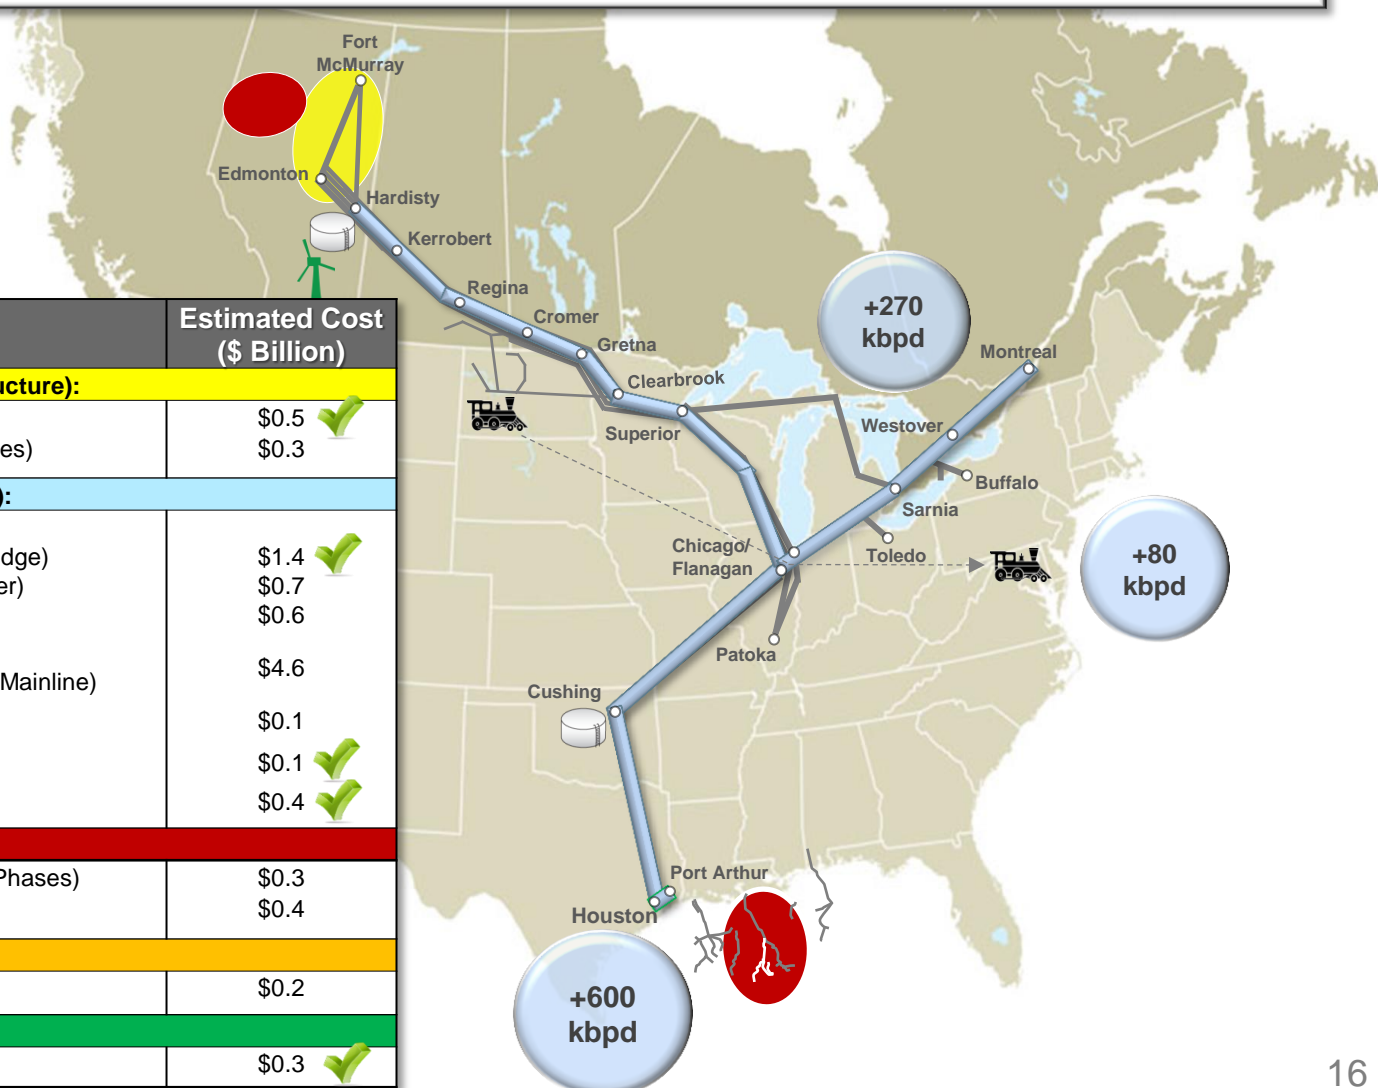 Fort
McMurray
Edmonton
Hardisty
Kerrobert
Regina
Cromer
Gretna
Clearbrook
Superior
+270
kbpd
Montreal
Westover
Buffalo
Sarnia
Toledo
Chicago/
Flanagan
+80
kbpd
Patoka
Cushing
Port Arthur
Houston
+600
kbpd
Estimated Cost
($ Billion)
ucture):
$0.5
es) $0.3
):
dge) $1.4
er) $0.7
$0.6
$4.6
Mainline)
$0.1
$0.1
$0.4
Phases) $0.3
$0.4
$0.2
$0.3
16